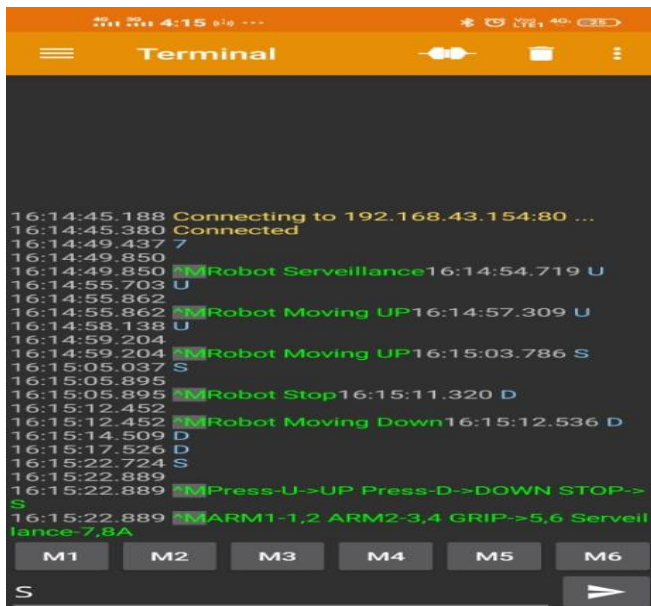 4G 3G 4:15 ...
VoLTE1 4G 25
Terminal
16:14:45.188 Connecting to 192.168.43.154:80 ...
16:14:45.380 Connected
16:14:49.437 7
16:14:49.850
16:14:49.850 ^MRobot Serveillance16:14:54.719 U
16:14:55.703 U
16:14:55.862
16:14:55.862 ^MRobot Moving UP16:14:57.309 U
16:14:58.138 U
16:14:59.204
16:14:59.204 ^MRobot Moving UP16:15:03.786 S
16:15:05.037 S
16:15:05.895
16:15:05.895 ^MRobot Stop16:15:11.320 D
16:15:12.452
16:15:12.452 ^MRobot Moving Down16:15:12.536 D
16:15:14.509 D
16:15:17.526 D
16:15:22.724 S
16:15:22.889
16:15:22.889 ^MPress-U->UP Press-D->DOWN STOP->
S
16:15:22.889 ^MARM1-1,2 ARM2-3,4 GRIP->5,6 Serveil
lance-7,8A
M1 M2 M3 M4 M5 M6
S